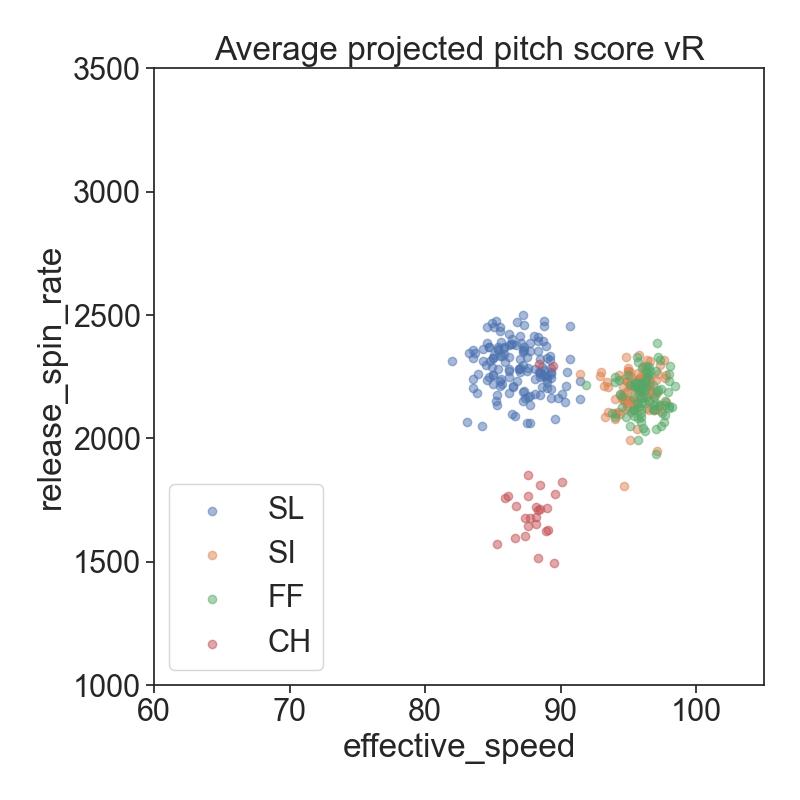 Average projected pitch score vR
3500
3000
2500
2000
1500
1000
release_spin_rate
SL
SI
FF
CH
60 70 80 90 100
effective_speed